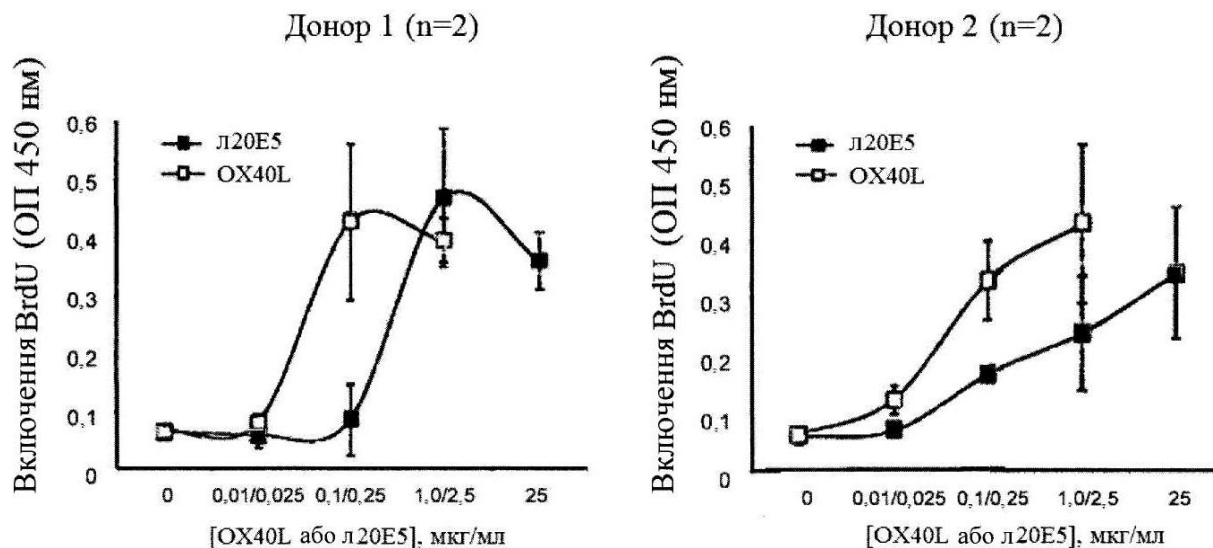 Донор 1 (n=2)
Включення BrdU (ОП 450 нм)
0,6
0,5
0,4
0,3
0,2
0,1
0
л20E5
OX40L
0
0,01/0,025
0,1/0,25
1,0/2,5
25
[OX40L або л20E5], мкг/мл
Донор 2 (n=2)
Включення BrdU (ОП 450 нм)
0,6
0,5
0,4
0,3
0,2
0,1
0
л20E5
OX40L
0
0,01/0,025
0,1/0,25
1,0/2,5
25
[OX40L або л20E5], мкг/мл